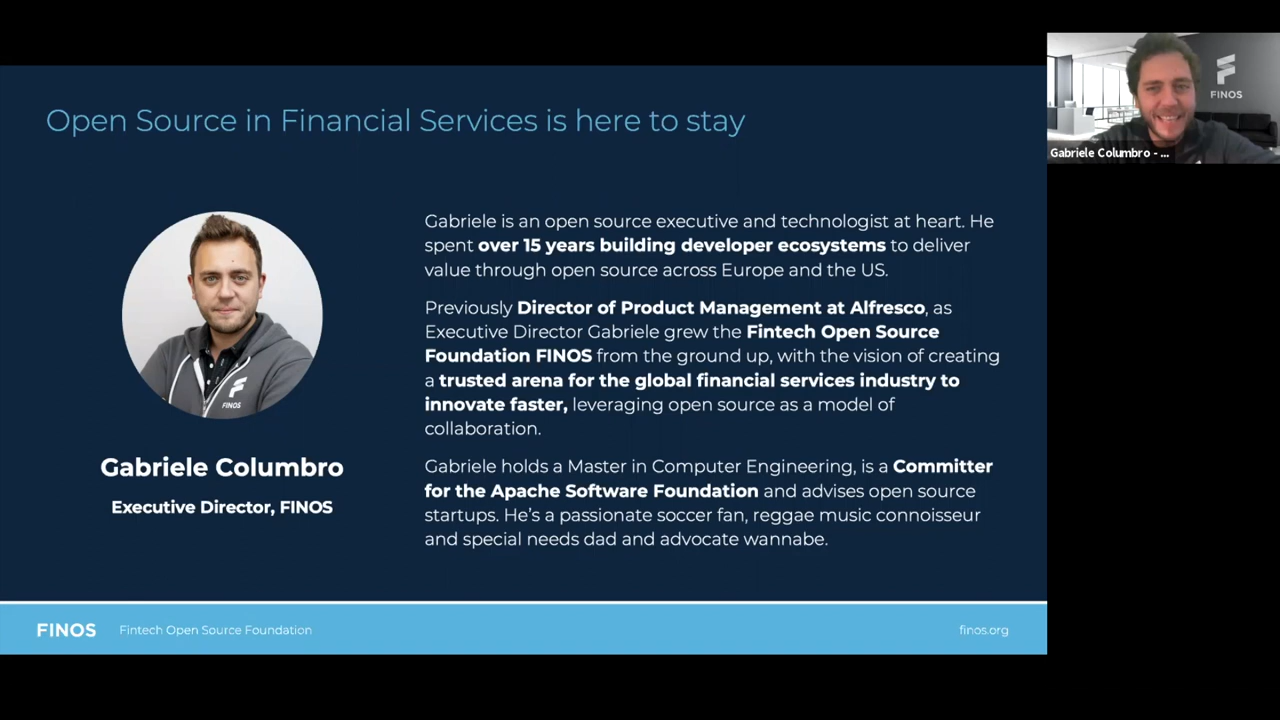 Open Source in Financial Services is here to stay
FINOS
Gabriele Columbro - ...
Gabriele is an open source executive and technologist at heart. He
spent over 15 years building developer ecosystems to deliver
value through open source across Europe and the US.
Previously Director of Product Management at Alfresco, as
Executive Director Gabriele grew the Fintech Open Source
Foundation FINOS from the ground up, with the vision of creating
a trusted arena for the global financial services industry to
innovate faster, leveraging open source as a model of
collaboration.
FINOS
Gabriele Columbro
Executive Director, FINOS
Gabriele holds a Master in Computer Engineering, is a Committer
for the Apache Software Foundation and advises open source
startups. He's a passionate soccer fan, reggae music connoisseur
and special needs dad and advocate wannabe.
FINOS
Fintech Open Source Foundation
finos.org